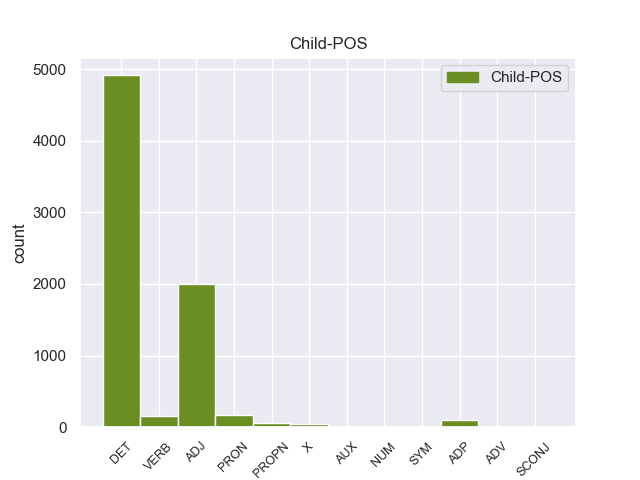 Child-POS
Child-POS
5000
4000
3000
2000
1000
0
count
DET
VERB
ADJ
PRON
PROPN
X
AUX
NUM
SYM
ADP
ADV
SCONJ